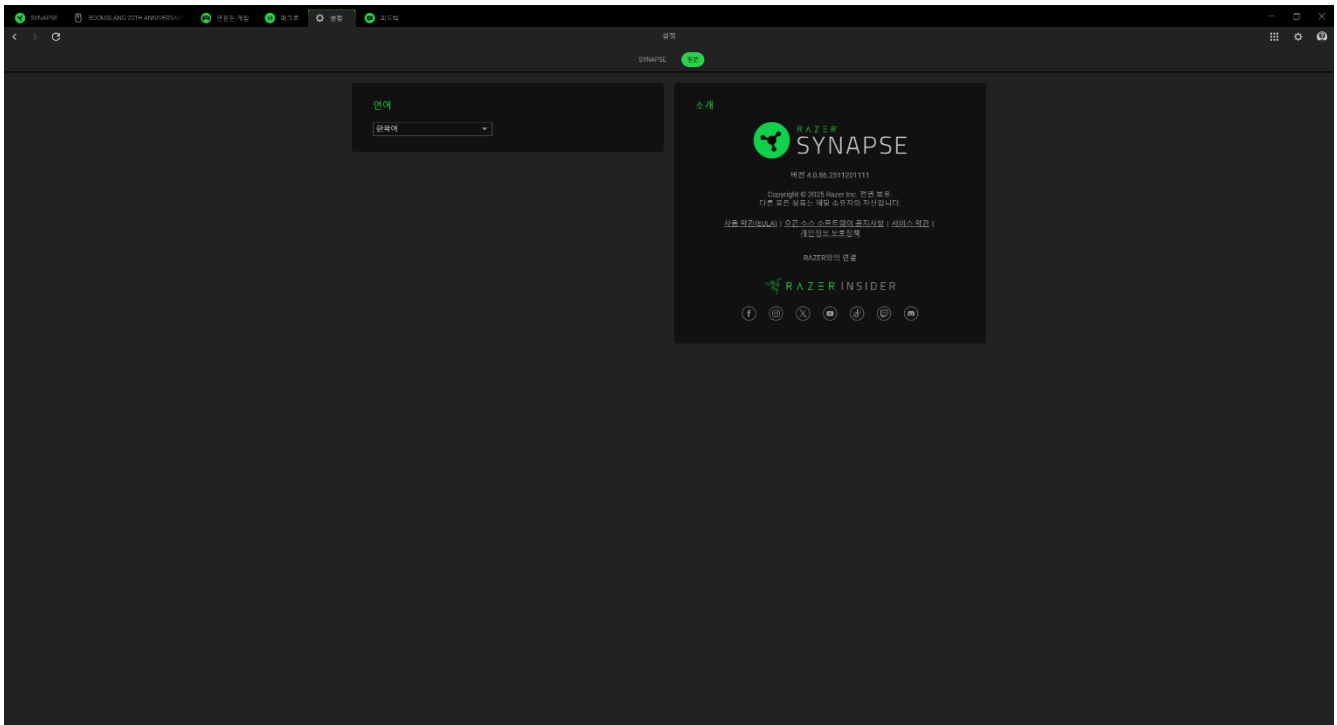 SYNAPSE
BOOMSLANG 20TH ANNIVERSA
연결된 게임
매크로
설정
피드백
설정
SYNAPSE
일반
언어
한국어
소개
RAZER
SYNAPSE
버전 4.0.86.2511201111
Copyright © 2025 Razer Inc. 전권 보유.
다른 모든 상표는 해당 소유자의 자산입니다.
사용 약관(EULA) | 오픈 소스 소프트웨어 공지사항 | 서비스 약관 |
개인정보 보호정책
RAZER와의 연결
RAZER INSIDER